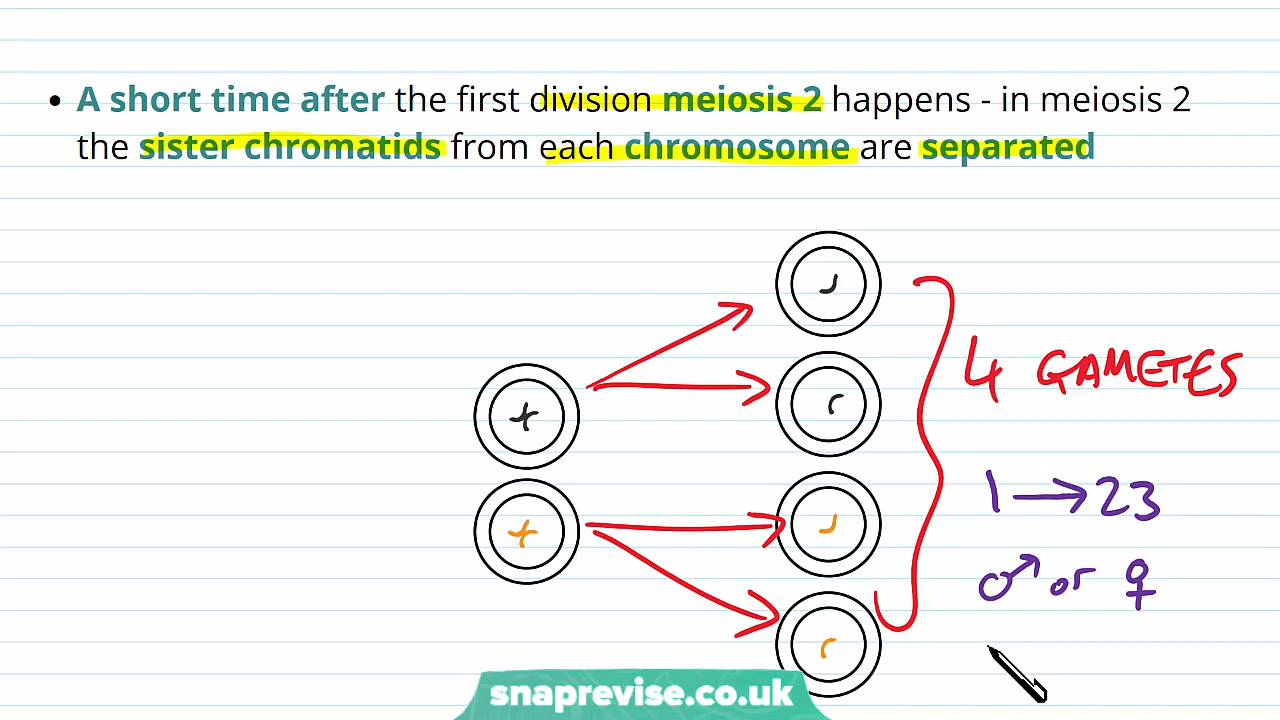 • A short time after the first division meiosis 2 happens - in meiosis 2
the sister chromatids from each chromosome are separated
4 GAMETES
1 → 23
♂ or ♀
snaprevise.co.uk